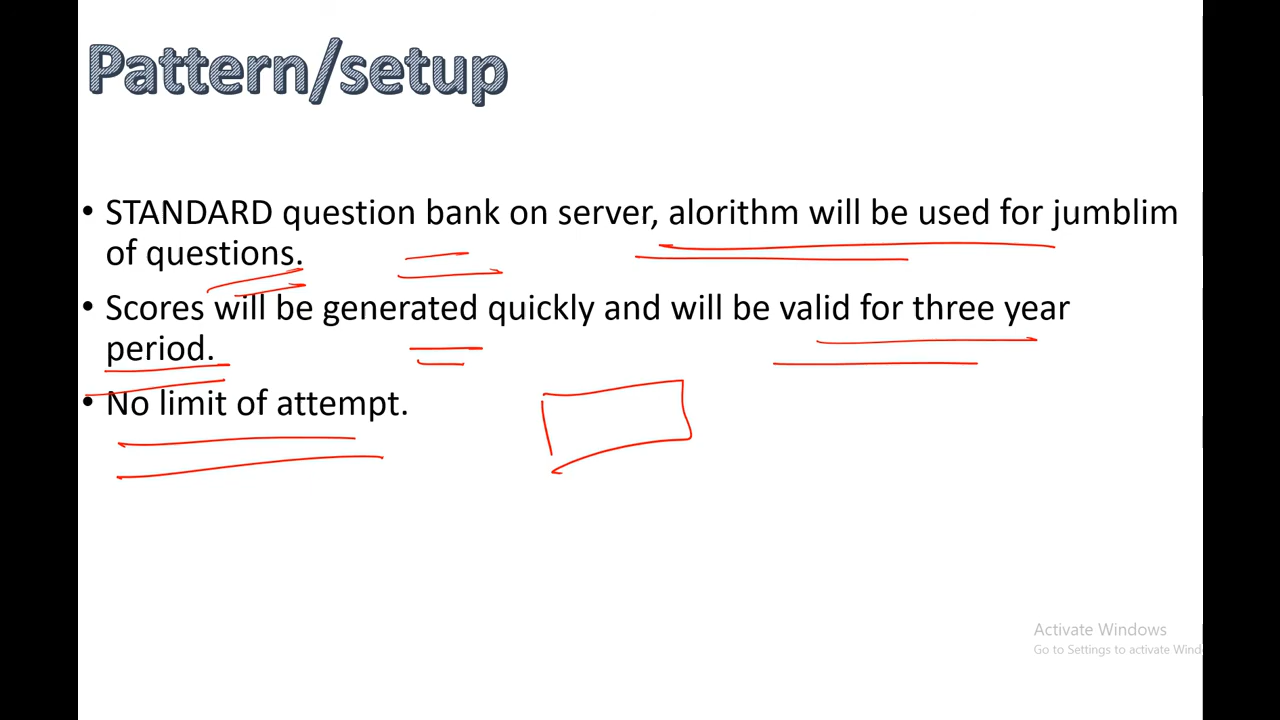 Pattern/setup
• STANDARD question bank on server, alorithm will be used for jumblim
of questions.
• Scores will be generated quickly and will be valid for three year
period.
• No limit of attempt.
Activate Windows
Go to Settings to activate Wind